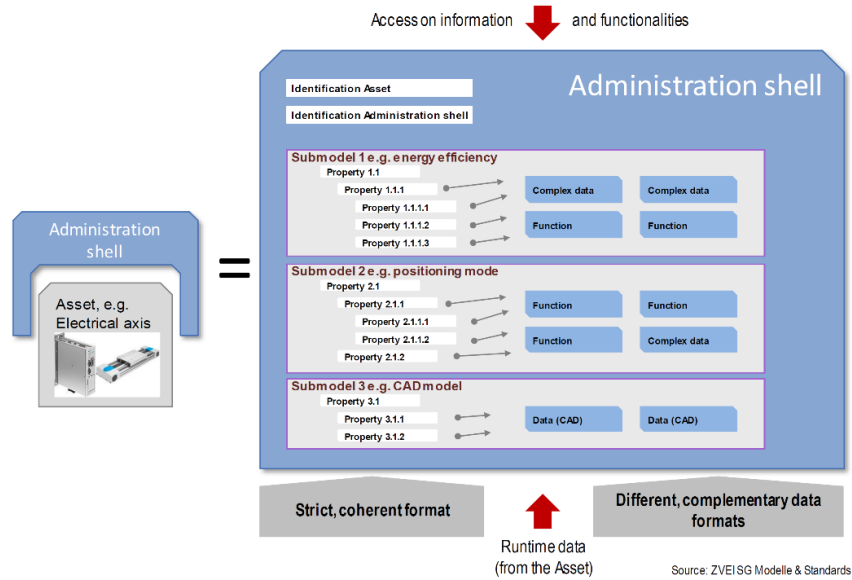 Access on information and functionalities
Administration shell
Identification Asset
Identification Administration shell
Submodel 1 e.g. energy efficiency
Property 1.1
Property 1.1.1
Property 1.1.1.1
Property 1.1.1.2
Property 1.1.1.3
Complex data
Complex data
Function
Function
Administration
shell
=
Asset, e.g.
Electrical axis
Submodel 2 e.g. positioning mode
Property 2.1
Property 2.1.1
Property 2.1.1.1
Property 2.1.1.2
Property 2.1.2
Function
Function
Function
Complex data
Submodel 3 e.g. CAD model
Property 3.1
Property 3.1.1
Property 3.1.2
Data (CAD)
Data (CAD)
Strict, coherent format
Different, complementary data
formats
Runtime data
(from the Asset)
Source: ZVEI SG Modelle & Standards